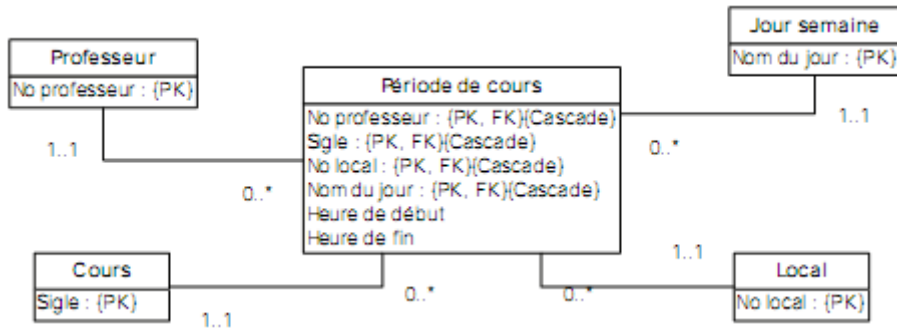 Jour semaine
Nom du jour : {PK}
Professeur
No professeur : {PK}
Période de cours
No professeur : {PK, FK}{Cascade}
Sigle : {PK, FK}{Cascade}
No local : {PK, FK}{Cascade}
Nom du jour : {PK, FK}{Cascade}
Heure de début
Heure de fin
1..1
0..*
1..1
0..*
Cours
Sigle : {PK}
1..1
0..*
0..*
1..1
Local
No local : {PK}